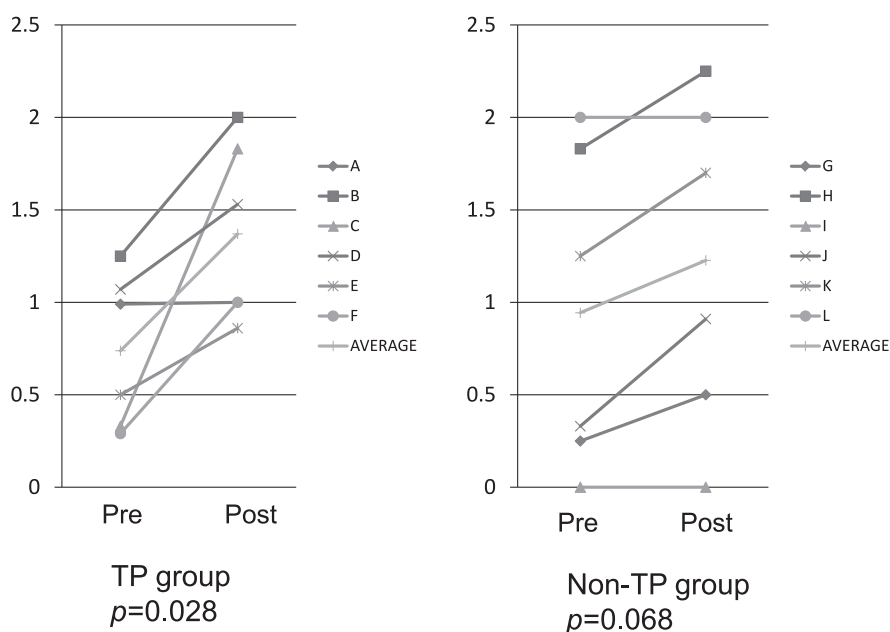 2.5
2
1.5
1
0.5
0
Pre Post
A
B
C
D
E
F
AVERAGE
TP group
p=0.028
2.5
2
1.5
1
0.5
0
Pre Post
G
H
I
J
K
L
AVERAGE
Non-TP group
p=0.068